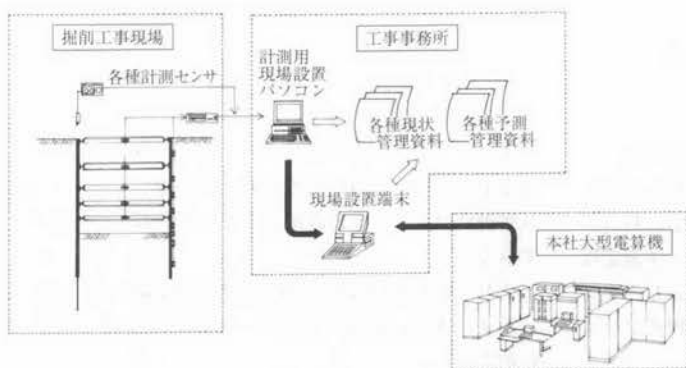 掘削工事現場
各種計測センサ
工事事務所
計測用
現場設置
パソコン
各種現状
管理資料
各種予測
管理資料
現場設置端末
本社大型電算機